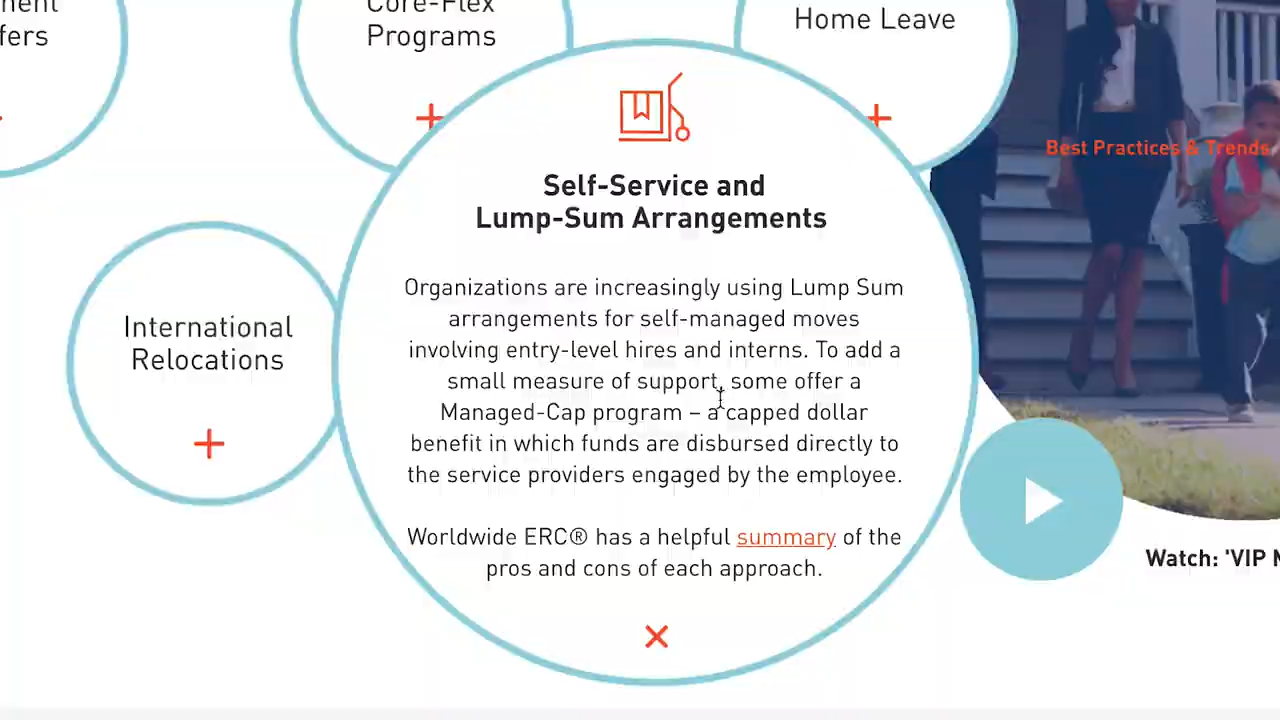 fers
Core-Flex
Programs
Home Leave
Best Practices & Trends
Self-Service and
Lump-Sum Arrangements
Organizations are increasingly using Lump Sum
arrangements for self-managed moves
involving entry-level hires and interns. To add a
small measure of support, some offer a
Managed-Cap program – a capped dollar
benefit in which funds are disbursed directly to
the service providers engaged by the employee.
Worldwide ERC® has a helpful summary of the
pros and cons of each approach.
International
Relocations
Watch: 'VIP